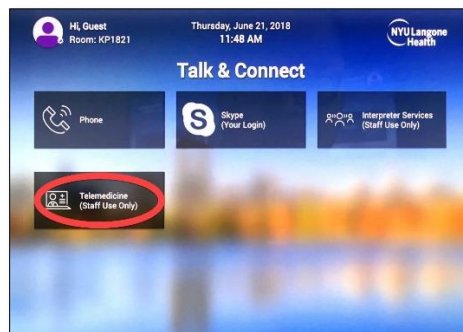 Hi, Guest
Room: KP1821
Thursday, June 21, 2018
11:48 AM
NYU Langone
Health
Talk & Connect
Phone
Skype
(Your Login)
Interpreter Services
(Staff Use Only)
Telemedicine
(Staff Use Only)